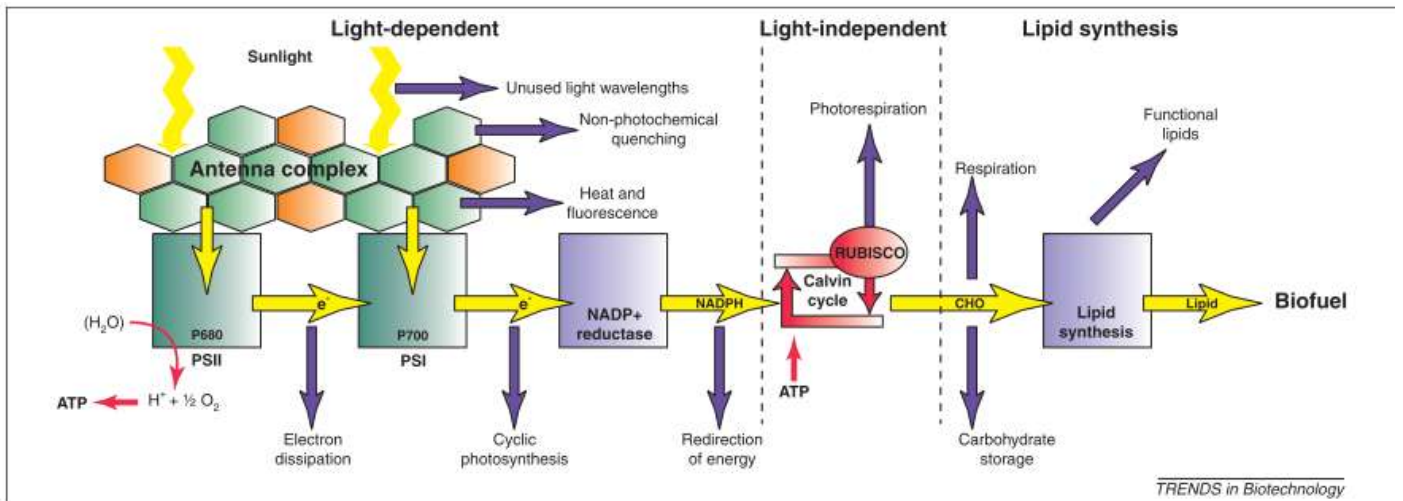 Light-dependent
Light-independent
Lipid synthesis
Sunlight
Unused light wavelengths
Non-photochemical
quenching
Antenna complex
Heat and
fluorescence
Photorespiration
Respiration
Functional
lipids
(H₂O)
P680
PSII
e⁻
P700
PSI
e⁻
NADP+
reductase
NADPH
RUBISCO
Calvin
cycle
CHO
Lipid
synthesis
Lipid
Biofuel
ATP
H⁺ + ½ O₂
ATP
Electron
dissipation
Cyclic
photosynthesis
Redirection
of energy
Carbohydrate
storage
TRENDS in Biotechnology